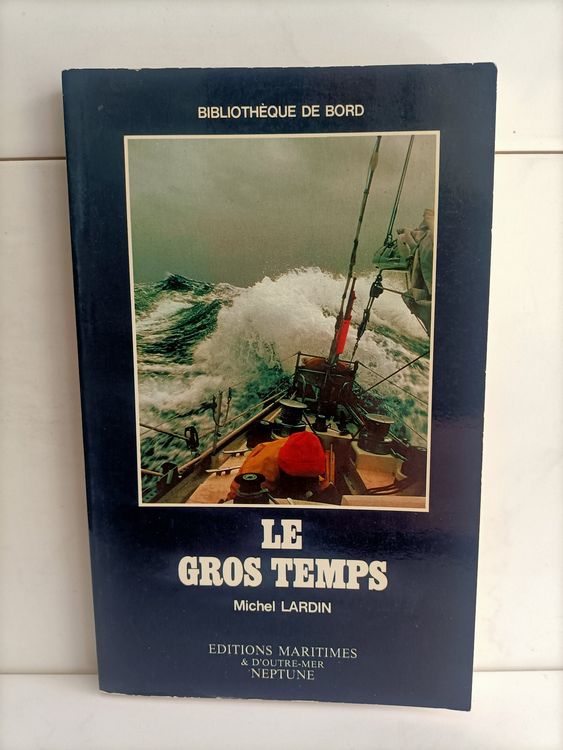 BIBLIOTHÈQUE DE BORD
LE
GROS TEMPS
Michel LARDIN
EDITIONS MARITIMES
& D'OUTRE-MER
NEPTUNE